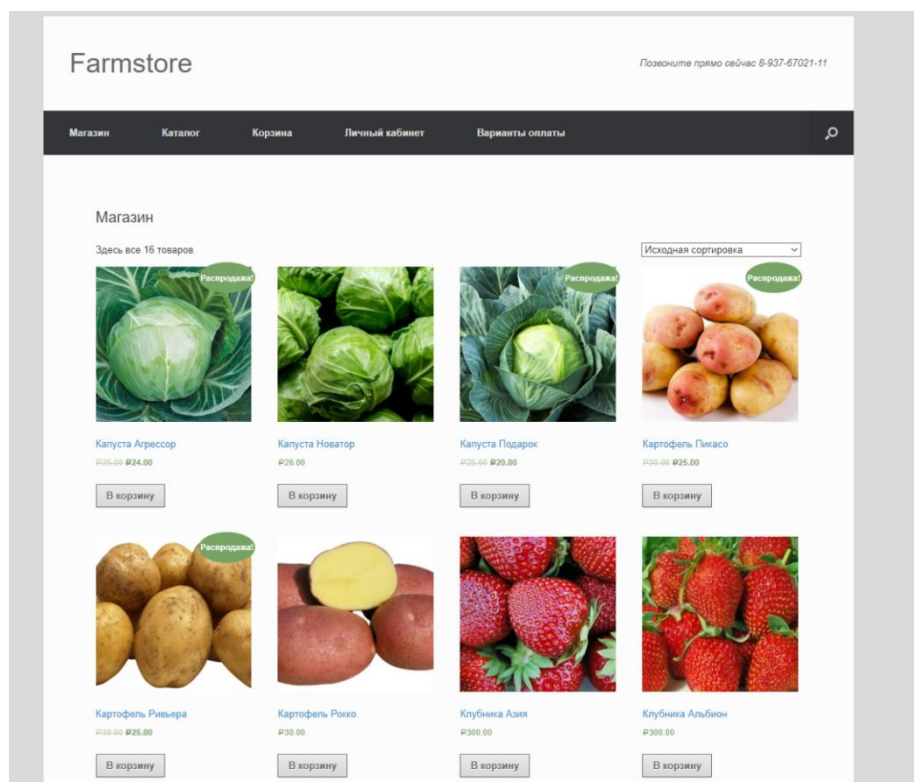 Farmstore
Позвоните прямо сейчас 8-937-67021-11
Магазин Каталог Корзина Личный кабинет Варианты оплаты
Магазин
Здесь все 16 товаров
Исходная сортировка
Распродажа! Распродажа! Распродажа!
Капуста Агрессор Капуста Новатор Капуста Подарок Картофель Пикасо
₽25.00 ₽24.00 ₽26.00 ₽25.00 ₽20.00 ₽30.00 ₽25.00
В корзину В корзину В корзину В корзину
Распродажа!
Картофель Ривьера Картофель Рокко Клубника Азия Клубника Альбион
₽30.00 ₽25.00 ₽30.00 ₽300.00 ₽300.00
В корзину В корзину В корзину В корзину